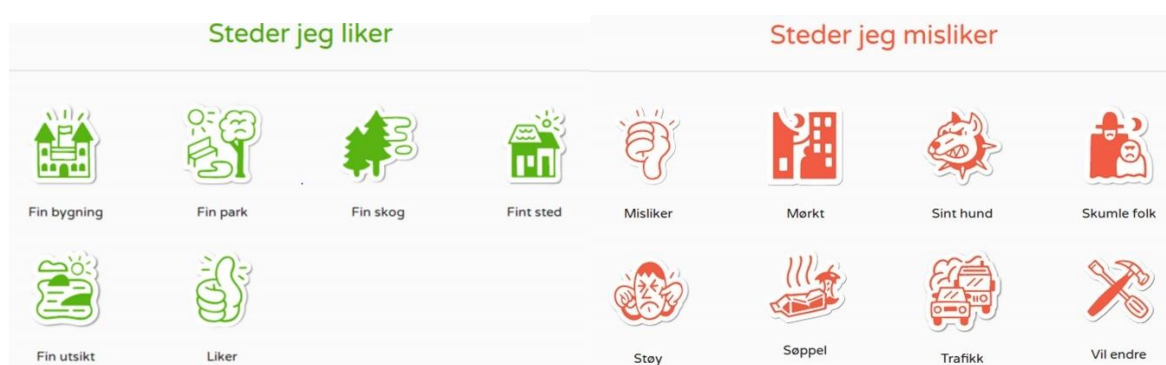 Steder jeg liker
Fin bygning
Fin park
Fin skog
Fint sted
Fin utsikt
Liker
Steder jeg misliker
Misliker
Mørkt
Sint hund
Skumle folk
Støy
Søppel
Trafikk
Vil endre